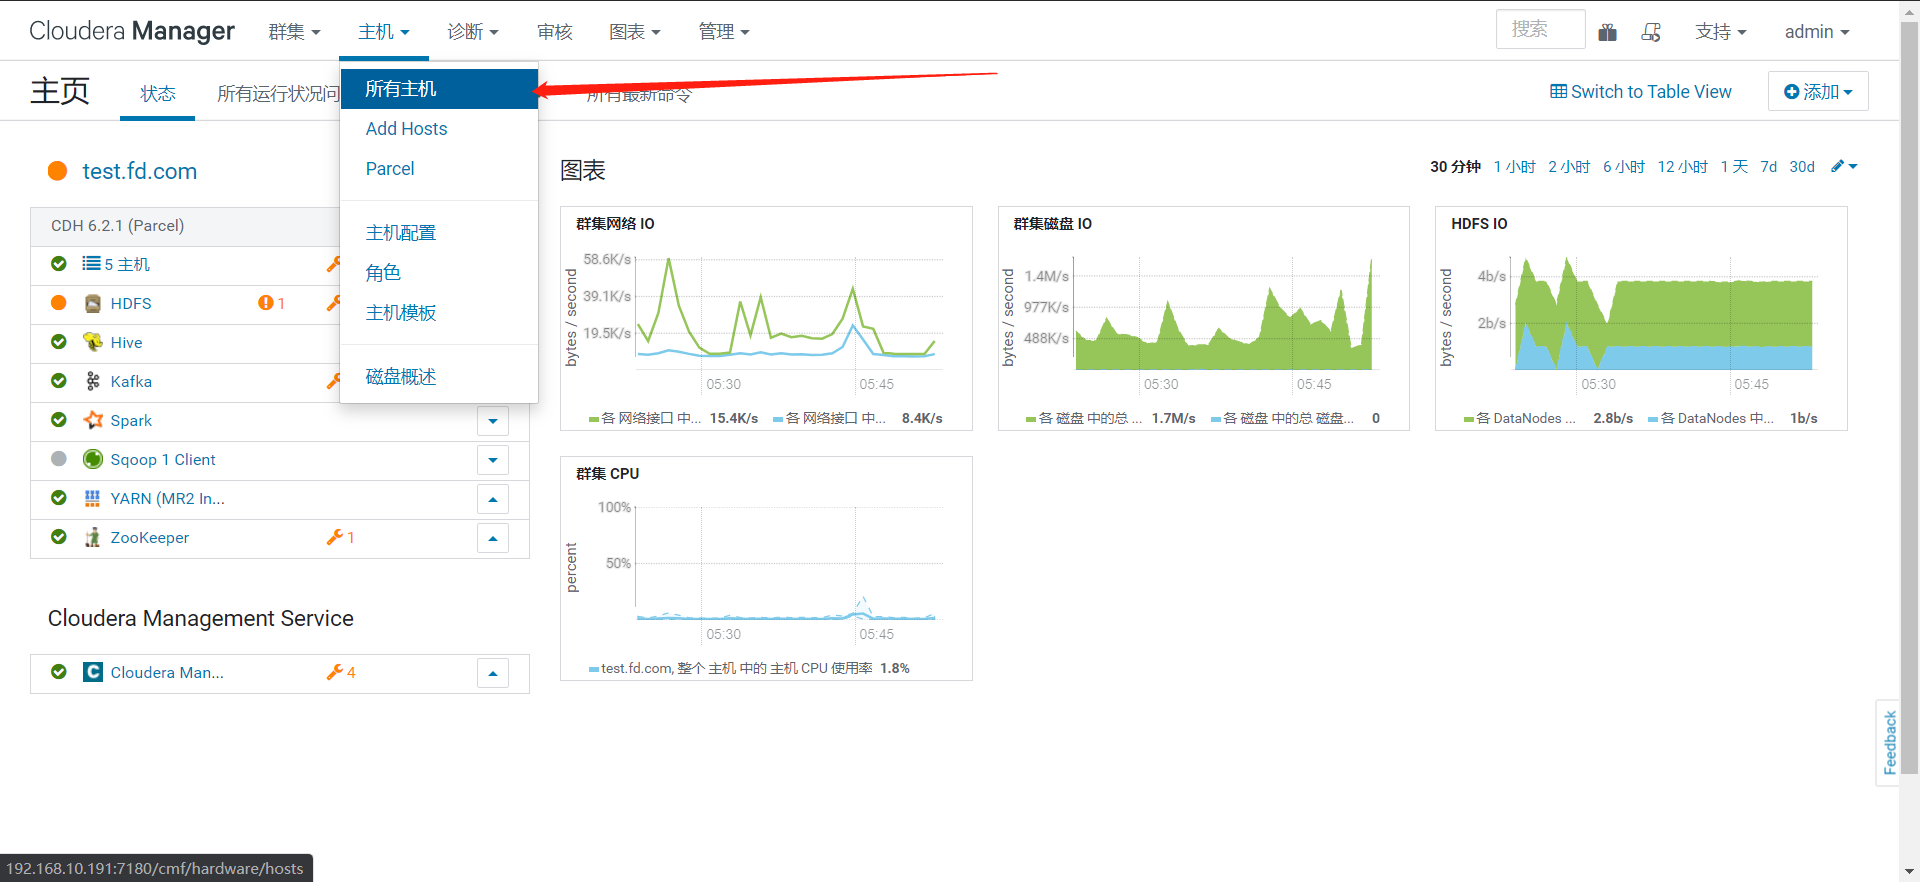 Cloudera Manager 群集 主机 诊断 审核 图表 管理 搜索 支持 admin
主页 状态 所有运行状况问 所有最新命令 Switch to Table View 添加
所有主机
Add Hosts
Parcel
主机配置
角色
主机模板
磁盘概述
test.fd.com
CDH 6.2.1 (Parcel)
5 主机
HDFS 1
Hive
Kafka
Spark
Sqoop 1 Client
YARN (MR2 In...
ZooKeeper 1
Cloudera Management Service
Cloudera Man... 4
图表
30 分钟 1 小时 2 小时 6 小时 12 小时 1 天 7d 30d
群集网络 IO
bytes / second
58.6K/s
39.1K/s
19.5K/s
05:30 05:45
各 网络接口 中... 15.4K/s 各 网络接口 中... 8.4K/s
群集磁盘 IO
bytes / second
1.4M/s
977K/s
488K/s
05:30 05:45
各 磁盘 中的总 ... 1.7M/s 各 磁盘 中的总 磁盘... 0
HDFS IO
bytes / second
4b/s
2b/s
05:30 05:45
各 DataNodes ... 2.8b/s 各 DataNodes 中... 1b/s
群集 CPU
percent
100%
50%
05:30 05:45
test.fd.com, 整个 主机 中的 主机 CPU 使用率 1.8%
Feedback
192.168.10.191:7180/cmf/hardware/hosts